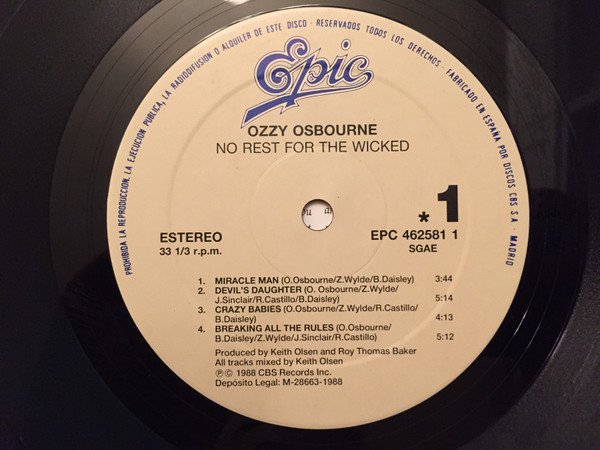 PROHIBIDA LA REPRODUCCION, LA EJECUCION PUBLICA, LA RADIODIFUSION O ALQUILER DE ESTE DISCO · RESERVADOS TODOS LOS DERECHOS. FABRICADO EN ESPAÑA POR DISCOS CBS S.A. - MADRID
Epic
OZZY OSBOURNE
NO REST FOR THE WICKED
*1
ESTEREO
33 1/3 r.p.m.
EPC 462581 1
SGAE
1. MIRACLE MAN (O.Osbourne/Z.Wylde/B.Daisley) 3:44
2. DEVIL'S DAUGHTER (O. Osbourne/Z.Wylde/
J.Sinclair/R.Castillo/B.Daisley) 5:14
3. CRAZY BABIES (O.Osbourne/Z.Wylde/R.Castillo/
B.Daisley) 4:13
4. BREAKING ALL THE RULES (O.Osbourne/
B.Daisley/Z.Wylde/J.Sinclair/R.Castillo) 5:12
Produced by Keith Olsen and Roy Thomas Baker
All tracks mixed by Keith Olsen
Ⓟ © 1988 CBS Records Inc.
Depósito Legal: M-28663-1988